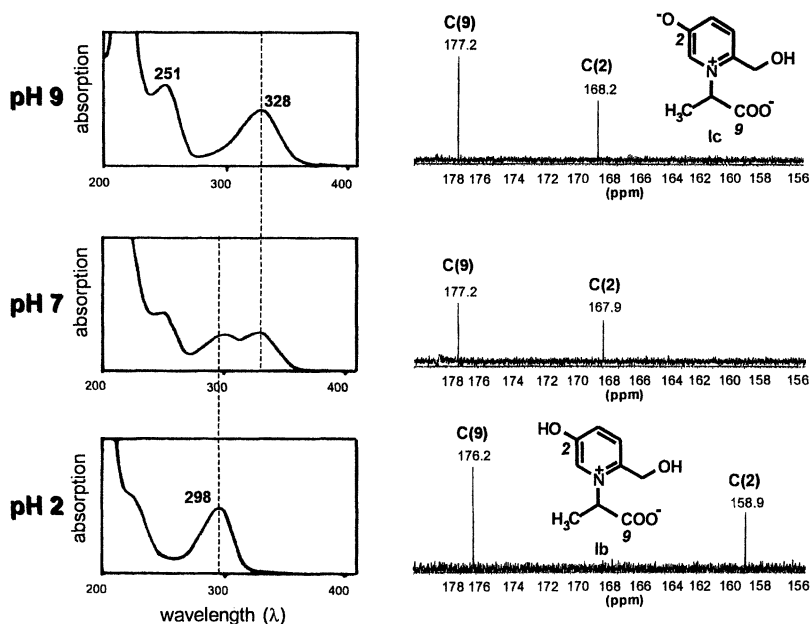 pH 9
absorption
251
328
200
300
400
C(9)
177.2
C(2)
168.2
⁻O
2
N⁺
OH
H₃C
COO⁻
9
Ic
178 176 174 172 170 168 166 164 162 160 158 156
(ppm)
pH 7
absorption
200
300
400
C(9)
177.2
C(2)
167.9
178 176 174 172 170 168 166 164 162 160 158 156
(ppm)
pH 2
absorption
298
200
300
400
wavelength (λ)
C(9)
176.2
HO
2
N⁺
OH
H₃C
COO⁻
9
Ib
C(2)
158.9
178 176 174 172 170 168 166 164 162 160 158 156
(ppm)